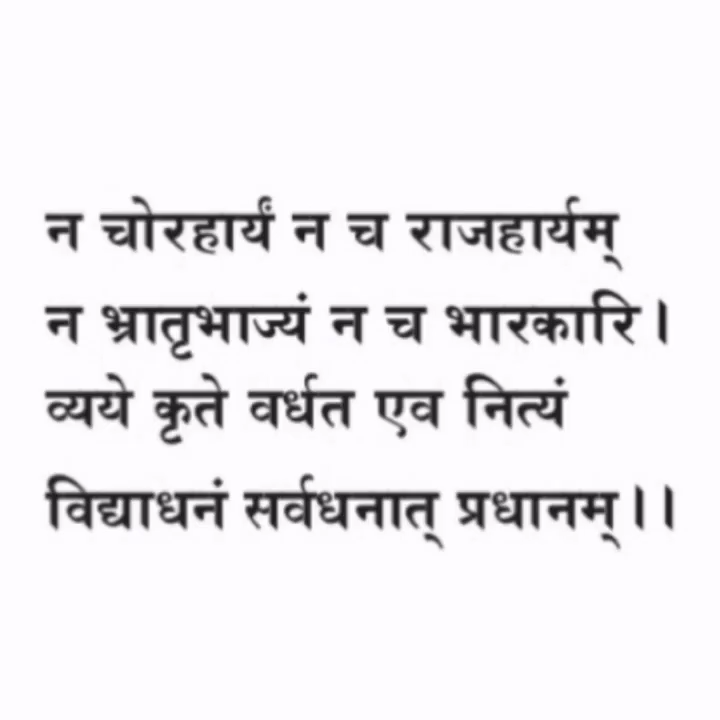 न चोरहार्यं न च राजहार्यम्
न भ्रातृभाज्यं न च भारकारि।
व्यये कृते वर्धत एव नित्यं
विद्याधनं सर्वधनात् प्रधानम्।।